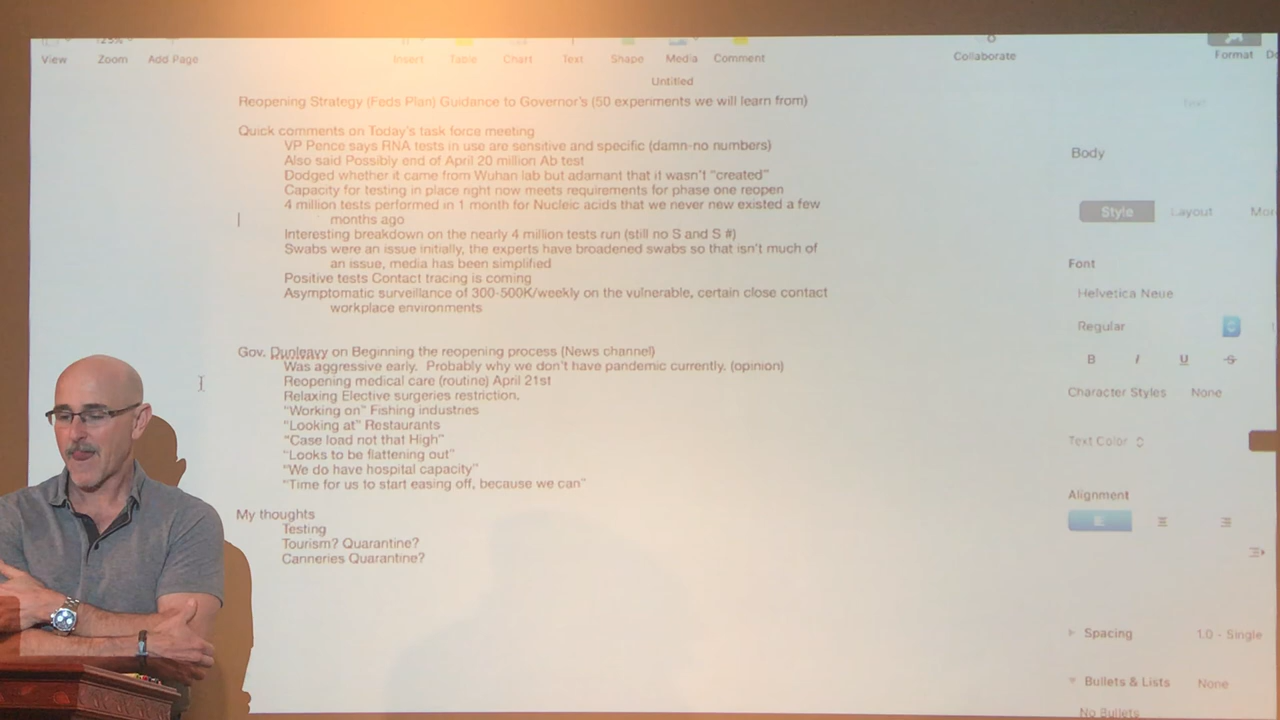 125%
View Zoom Add Page Insert Table Chart Text Shape Media Comment Collaborate Format
Untitled
Reopening Strategy (Feds Plan) Guidance to Governor's (50 experiments we will learn from)
Quick comments on Today's task force meeting
VP Pence says RNA tests in use are sensitive and specific (damn-no numbers)
Also said Possibly end of April 20 million Ab test
Dodged whether it came from Wuhan lab but adamant that it wasn't "created"
Capacity for testing in place right now meets requirements for phase one reopen
4 million tests performed in 1 month for Nucleic acids that we never new existed a few
months ago
Interesting breakdown on the nearly 4 million tests run (still no S and S #)
Swabs were an issue initially, the experts have broadened swabs so that isn't much of
an issue, media has been simplified
Positive tests Contact tracing is coming
Asymptomatic surveillance of 300-500K/weekly on the vulnerable, certain close contact
workplace environments
Gov. Dunleavy on Beginning the reopening process (News channel)
Was aggressive early. Probably why we don't have pandemic currently. (opinion)
Reopening medical care (routine) April 21st
Relaxing Elective surgeries restriction.
"Working on" Fishing industries
"Looking at" Restaurants
"Case load not that High"
"Looks to be flattening out"
"We do have hospital capacity"
"Time for us to start easing off, because we can"
My thoughts
Testing
Tourism? Quarantine?
Canneries Quarantine?
Text
Body
Style Layout Mor
Font
Helvetica Neue
Regular
B I U S
Character Styles None
Text Color
Alignment
Spacing 1.0 - Single
Bullets & Lists None
No Bullets